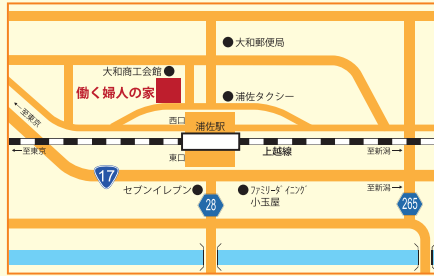 大和郵便局
大和商工会館
働く婦人の家
浦佐タクシー
←至東京
西口
浦佐駅
←至東京
東口
上越線
至新潟→
17
セブンイレブン
ファミリーダイニング
小玉屋
至新潟→
28
265